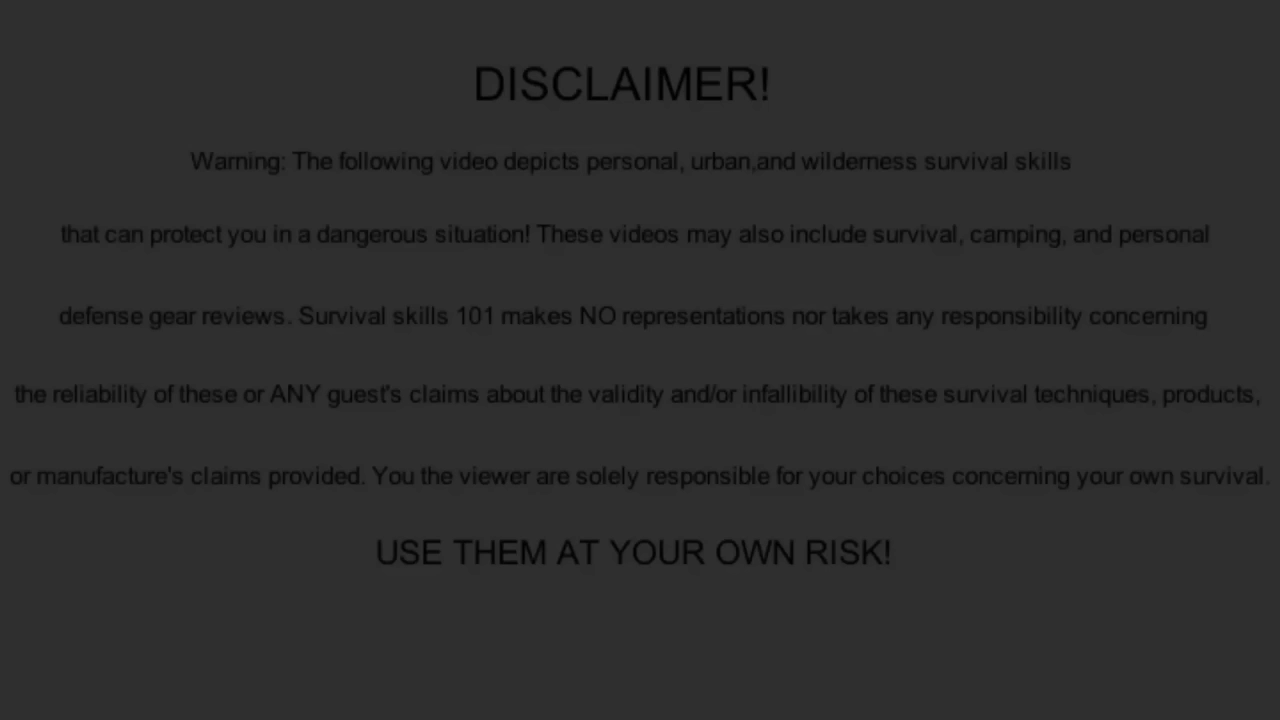 DISCLAIMER!
Warning: The following video depicts personal, urban,and wilderness survival skills
that can protect you in a dangerous situation! These videos may also include survival, camping, and personal
defense gear reviews. Survival skills 101 makes NO representations nor takes any responsibility concerning
the reliability of these or ANY guest's claims about the validity and/or infallibility of these survival techniques, products,
or manufacture's claims provided. You the viewer are solely responsible for your choices concerning your own survival.
USE THEM AT YOUR OWN RISK!